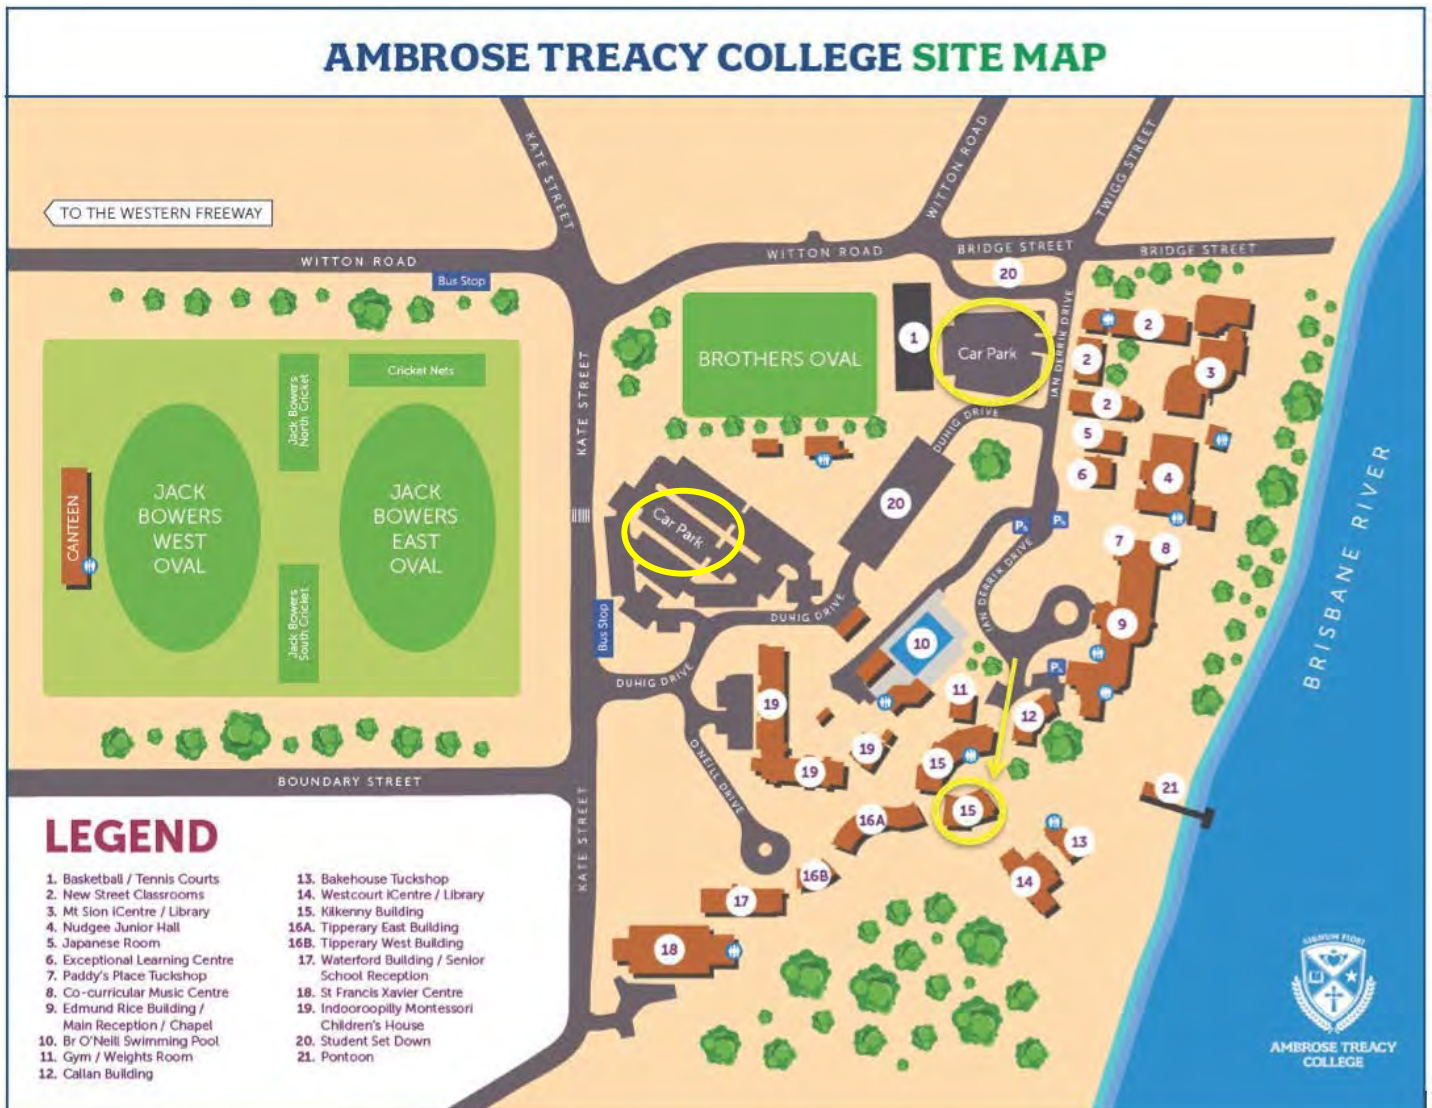 AMBROSE TREACY COLLEGE SITE MAP
TO THE WESTERN FREEWAY
KATE STREET
WITTON ROAD
TWIGG STREET
WITTON ROAD
Bus Stop
WITTON ROAD
BRIDGE STREET
BRIDGE STREET
20
IAN DERRIK DRIVE
1
Car Park
2
2
2
3
BROTHERS OVAL
Cricket Nets
Jack Bowers
North Cricket
KATE STREET
DUHIG DRIVE
5
6
4
CANTEEN
JACK
BOWERS
WEST
OVAL
JACK
BOWERS
EAST
OVAL
Car Park
20
P
P
7
8
IAN DERRIK DRIVE
BRISBANE RIVER
Jack Bowers
South Cricket
Bus Stop
DUHIG DRIVE
10
9
P
DUHIG DRIVE
11
12
19
19
19
O'NEILL DRIVE
15
15
21
BOUNDARY STREET
KATE STREET
16A
13
16B
14
17
18
LEGEND
1. Basketball / Tennis Courts
2. New Street Classrooms
3. Mt Sion iCentre / Library
4. Nudgee Junior Hall
5. Japanese Room
6. Exceptional Learning Centre
7. Paddy's Place Tuckshop
8. Co-curricular Music Centre
9. Edmund Rice Building /
Main Reception / Chapel
10. Br O'Neill Swimming Pool
11. Gym / Weights Room
12. Callan Building
13. Bakehouse Tuckshop
14. Westcourt iCentre / Library
15. Kilkenny Building
16A. Tipperary East Building
16B. Tipperary West Building
17. Waterford Building / Senior
School Reception
18. St Francis Xavier Centre
19. Indooroopilly Montessori
Children's House
20. Student Set Down
21. Pontoon
SIGNUM FIDEI
AMBROSE TREACY
COLLEGE